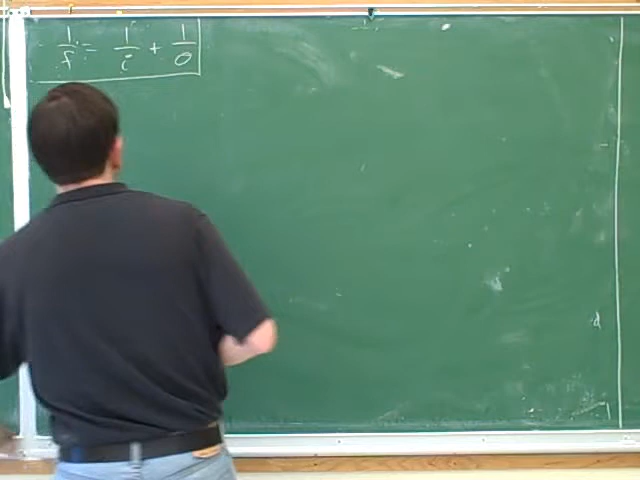 1/f = 1/i + 1/o